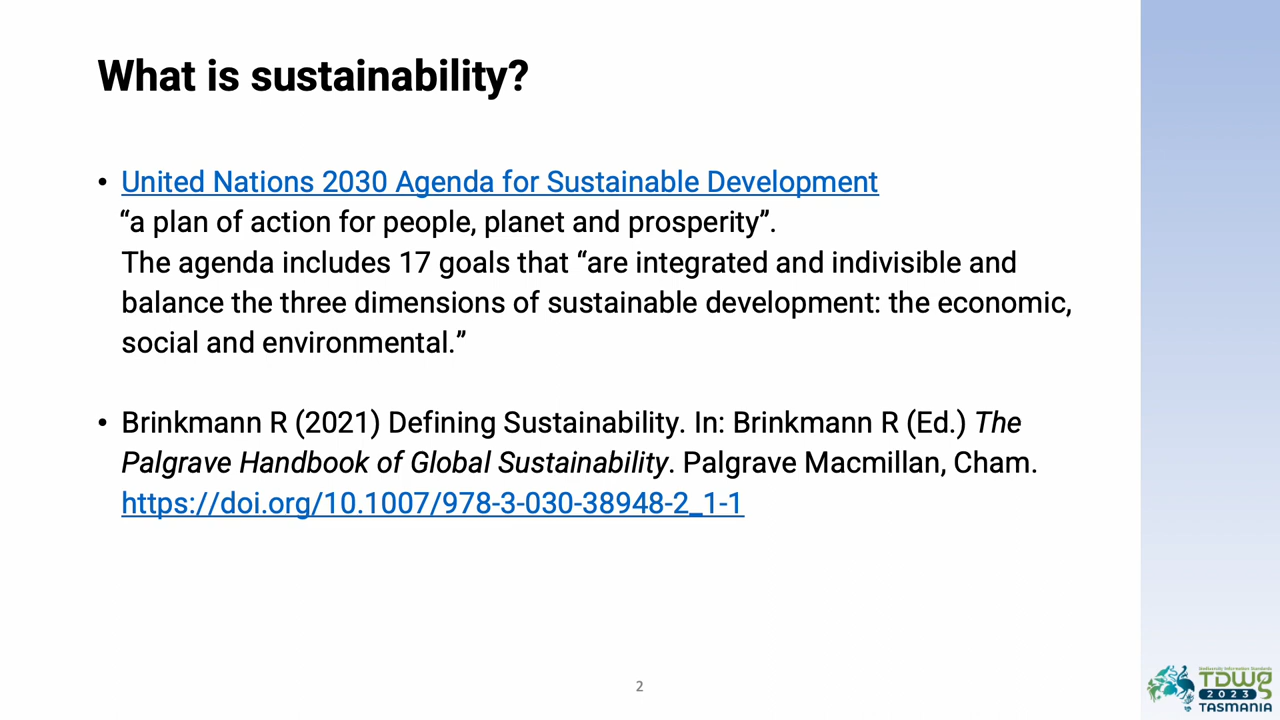 What is sustainability?
• United Nations 2030 Agenda for Sustainable Development
“a plan of action for people, planet and prosperity”.
The agenda includes 17 goals that “are integrated and indivisible and
balance the three dimensions of sustainable development: the economic,
social and environmental.”
• Brinkmann R (2021) Defining Sustainability. In: Brinkmann R (Ed.) The
Palgrave Handbook of Global Sustainability. Palgrave Macmillan, Cham.
https://doi.org/10.1007/978-3-030-38948-2_1-1
2
Biodiversity Information Standards
TDWG
2023
TASMANIA